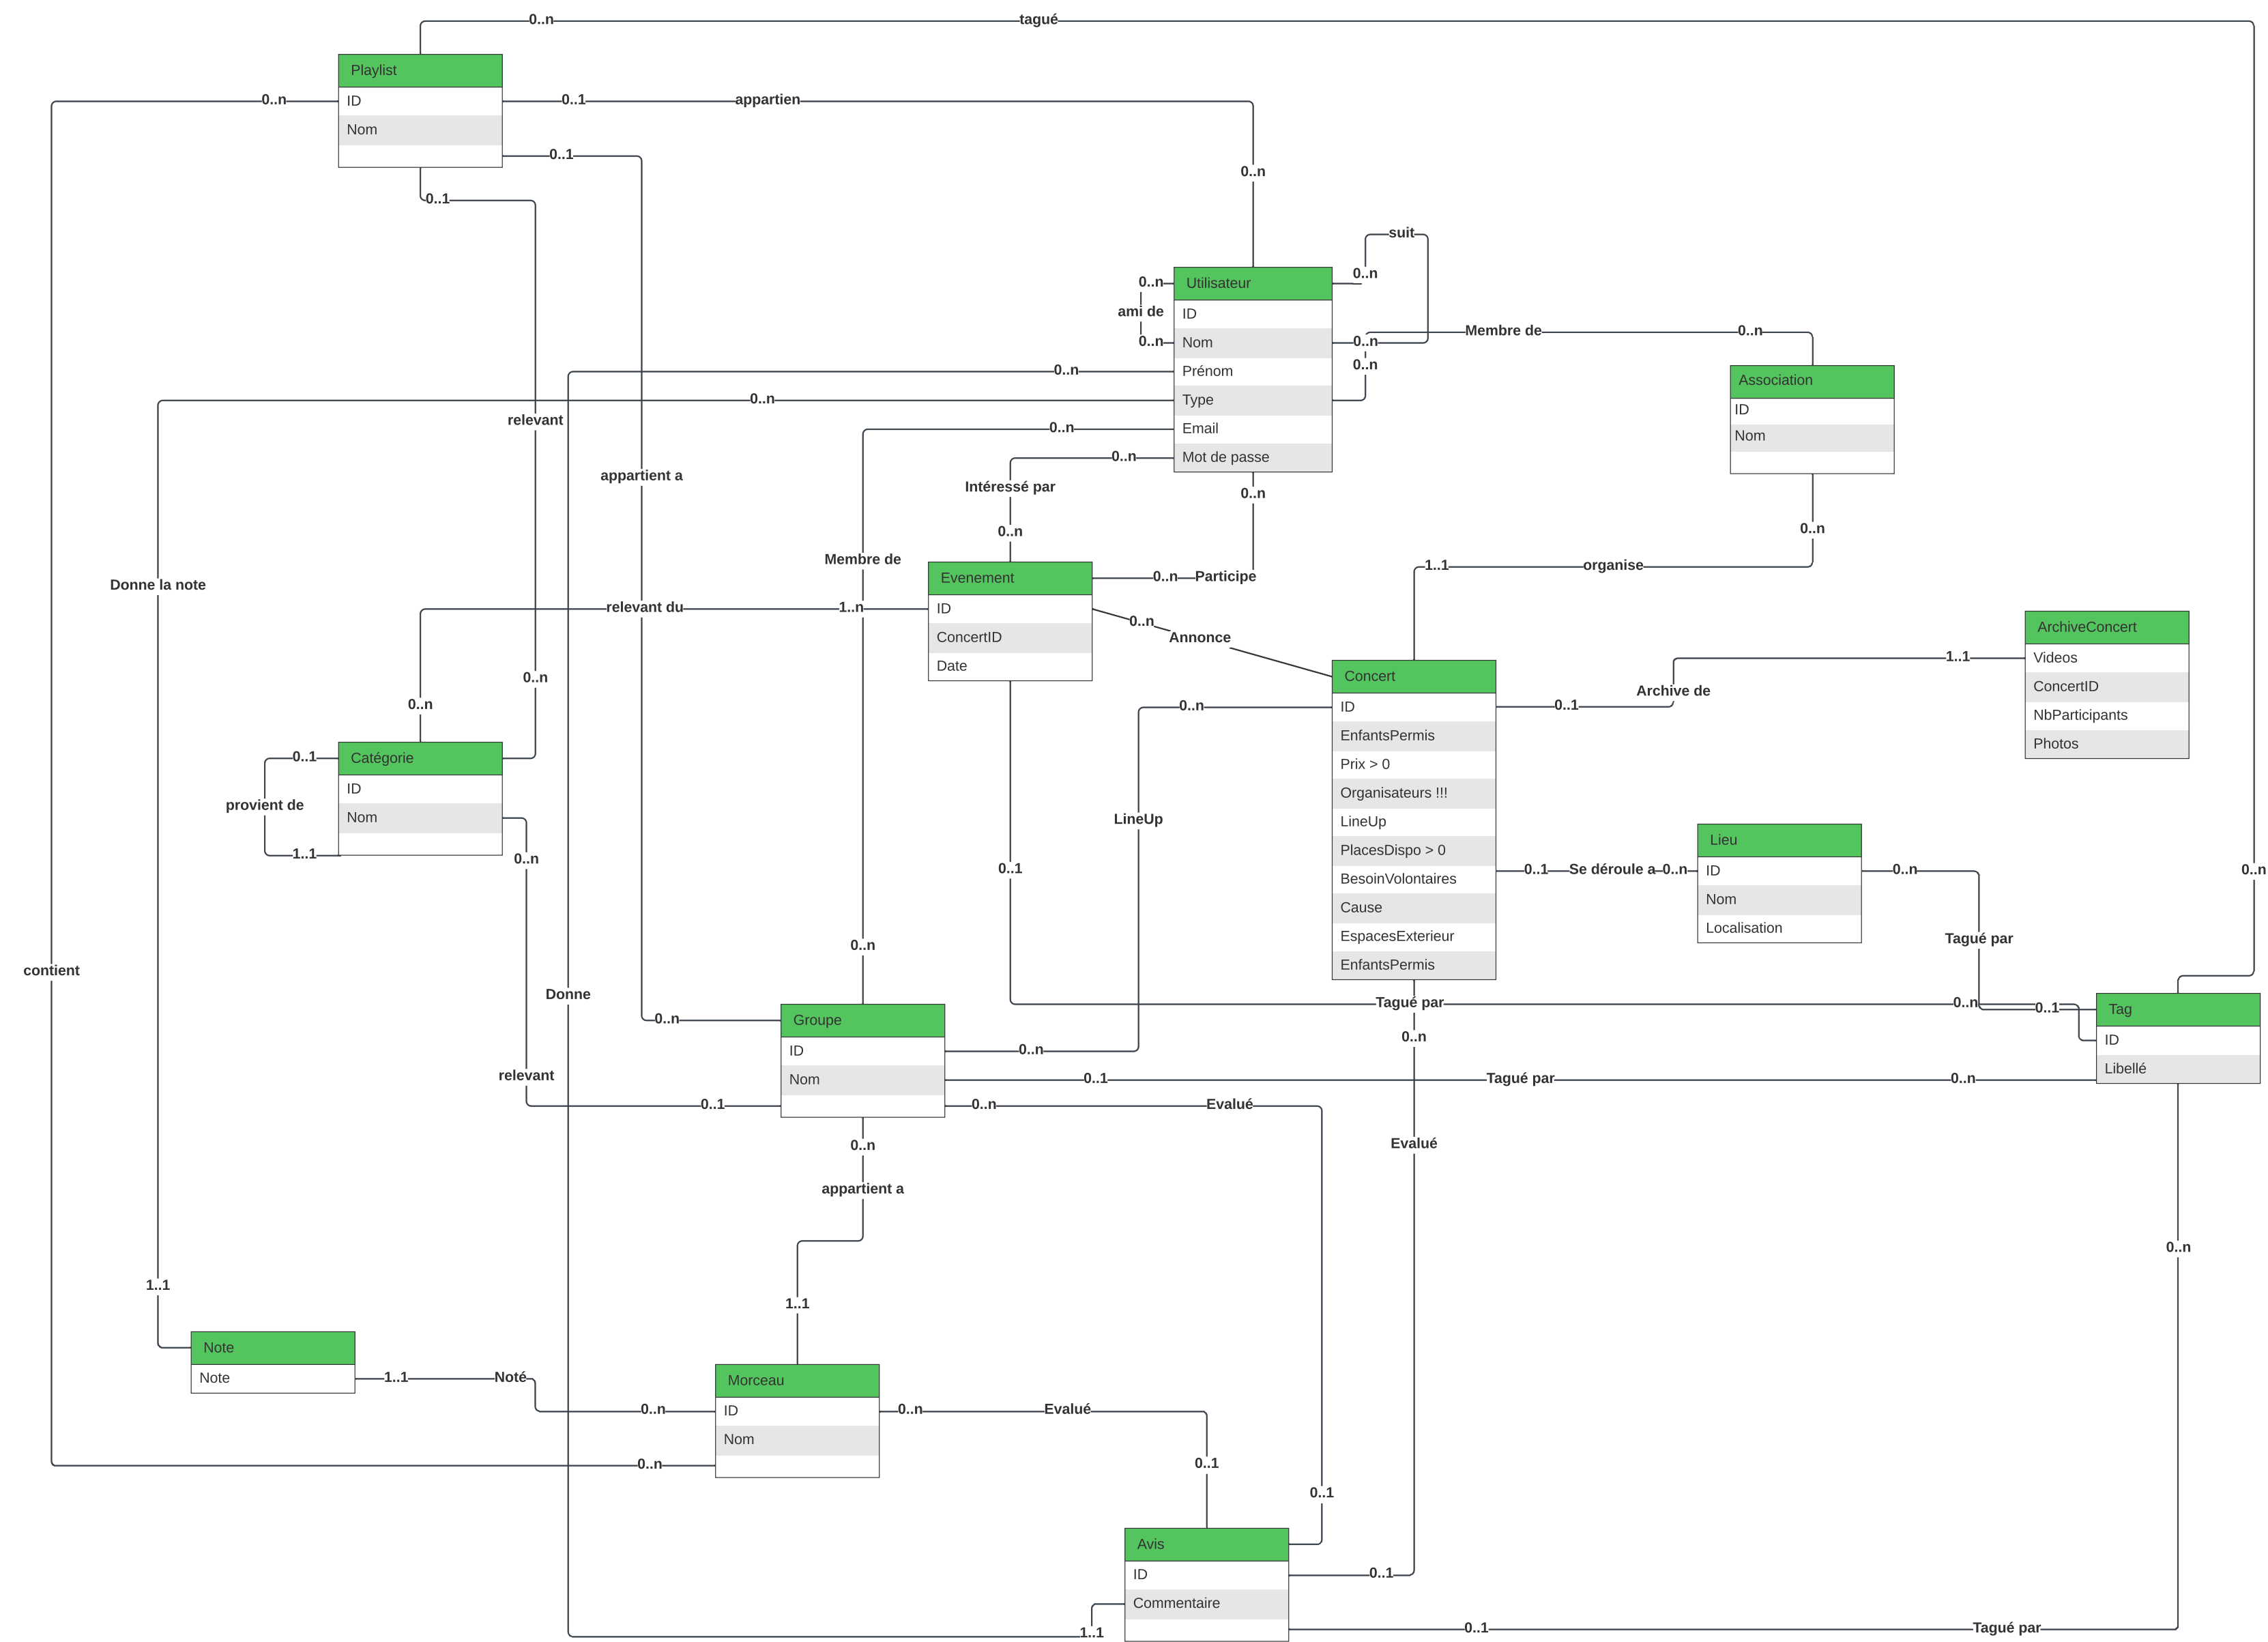 0..n
tagué
Playlist
ID
Nom
0..n
0..1
appartien
0..1
0..n
0..1
suit
0..n
Utilisateur
ID
Nom
Prénom
Type
Email
Mot de passe
0..n
ami de
0..n
0..n
0..n
Membre de
0..n
0..n
0..n
0..n
0..n
Association
ID
Nom
relevant
appartient a
Intéressé par
0..n
0..n
0..n
Membre de
Donne la note
0..n
Participe
Evenement
ID
ConcertID
Date
1..1
organise
relevant du
1..n
0..n
Annonce
ArchiveConcert
Videos
ConcertID
NbParticipants
Photos
1..1
Archive de
0..1
Concert
ID
EnfantsPermis
Prix > 0
Organisateurs !!!
LineUp
PlacesDispo > 0
BesoinVolontaires
Cause
EspacesExterieur
EnfantsPermis
0..n
0..n
0..n
Catégorie
ID
Nom
0..1
provient de
1..1
0..n
LineUp
0..1
0..1
Se déroule a
0..n
Lieu
ID
Nom
Localisation
0..n
0..n
Tagué par
0..n
contient
Donne
Tagué par
0..n
0..1
Tag
ID
Libellé
0..n
Groupe
ID
Nom
0..n
0..n
0..1
Tagué par
0..n
relevant
0..1
0..n
Evalué
0..n
Evalué
appartient a
0..n
1..1
1..1
Note
Note
1..1
Noté
0..n
Morceau
ID
Nom
0..n
Evalué
0..n
0..1
0..1
Avis
ID
Commentaire
0..1
1..1
0..1
Tagué par